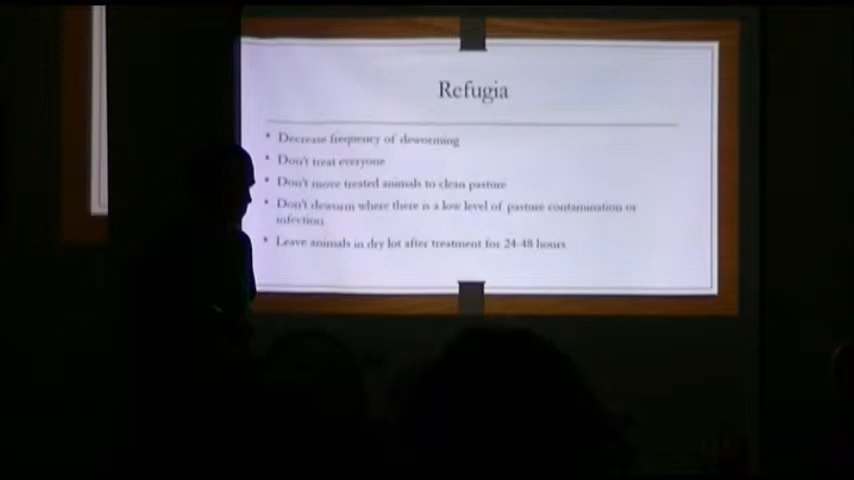 Refugia
• Decrease frequency of deworming
• Don't treat everyone
• Don't move treated animals to clean pasture
• Don't deworm where there is a low level of pasture contamination or
infection
• Leave animals in dry lot after treatment for 24-48 hours